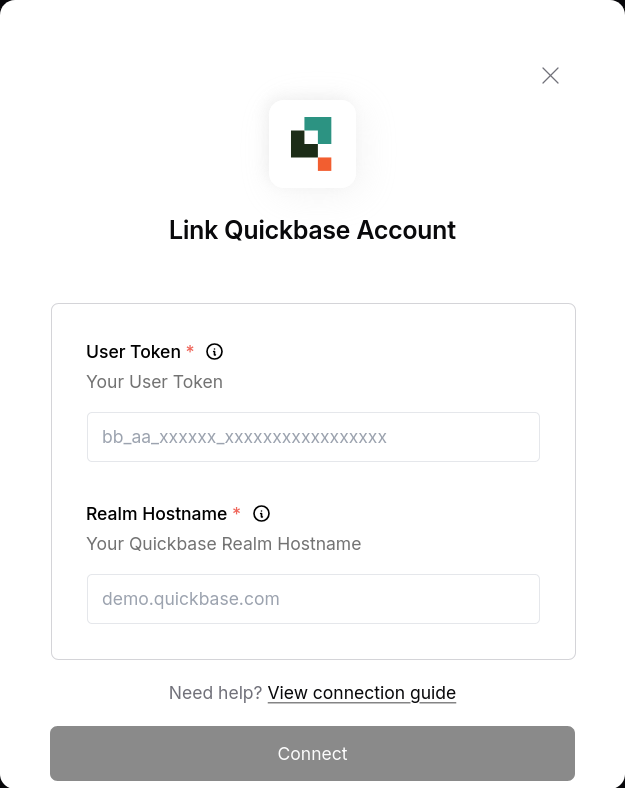 Link Quickbase Account
User Token *
Your User Token
bb_aa_xxxxxx_xxxxxxxxxxxxxxxxx
Realm Hostname *
Your Quickbase Realm Hostname
demo.quickbase.com
Need help? View connection guide
Connect